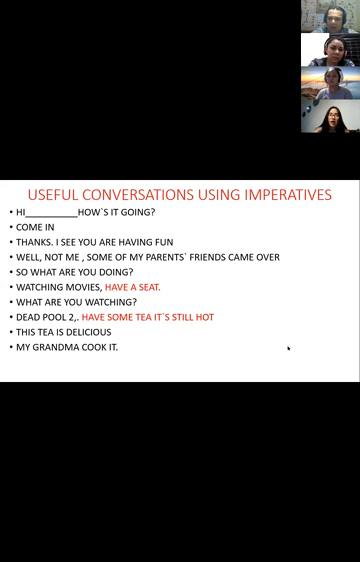 USEFUL CONVERSATIONS USING IMPERATIVES
• HI__________HOW`S IT GOING?
• COME IN
• THANKS. I SEE YOU ARE HAVING FUN
• WELL, NOT ME , SOME OF MY PARENTS` FRIENDS CAME OVER
• SO WHAT ARE YOU DOING?
• WATCHING MOVIES, HAVE A SEAT.
• WHAT ARE YOU WATCHING?
• DEAD POOL 2,. HAVE SOME TEA IT`S STILL HOT
• THIS TEA IS DELICIOUS
• MY GRANDMA COOK IT.